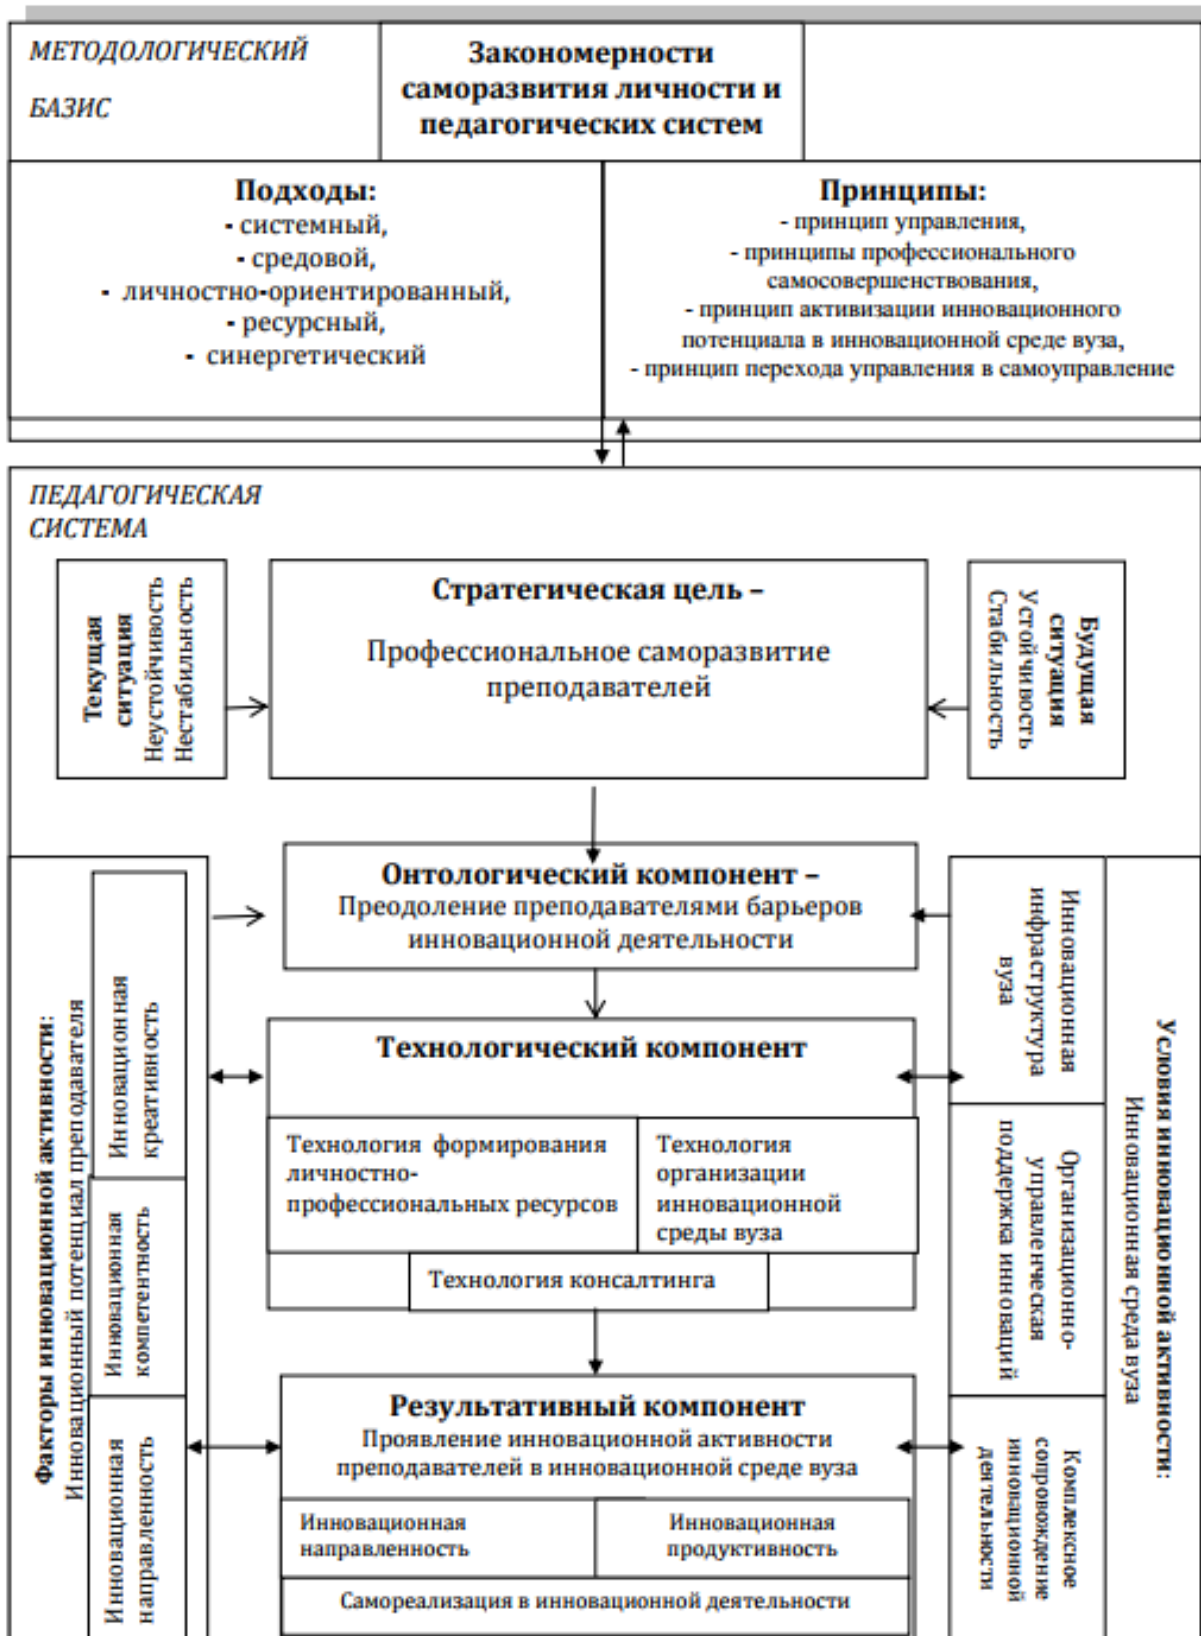 МЕТОДОЛОГИЧЕСКИЙ
БАЗИС
Закономерности
саморазвития личности и
педагогических систем
Подходы:
- системный,
- средовой,
- личностно-ориентированный,
- ресурсный,
- синергетический
Принципы:
- принцип управления,
- принципы профессионального
самосовершенствования,
- принцип активизации инновационного
потенциала в инновационной среде вуза,
- принцип перехода управления в самоуправление
ПЕДАГОГИЧЕСКАЯ
СИСТЕМА
Текущая
ситуация
Неустойчивость
Нестабильность
Стратегическая цель –
Профессиональное саморазвитие
преподавателей
Будущая
ситуация
Устойчивость
Стабильность
Онтологический компонент –
Преодоление преподавателями барьеров
инновационной деятельности
Факторы инновационной активности:
Инновационный потенциал преподавателя
Инновационная
креативность
Инновационная
компетентность
Инновационная
направленность
Технологический компонент
Технология формирования
личностно-
профессиональных ресурсов
Технология
организации
инновационной
среды вуза
Технология консалтинга
Результативный компонент
Проявление инновационной активности
преподавателей в инновационной среде вуза
Инновационная
направленность
Инновационная
продуктивность
Самореализация в инновационной деятельности
Инновационная
инфраструктура
вуза
Организационно-
управленческая
поддержка инноваций
Комплексное
сопровождение
инновационной
деятельности
Условия инновационной активности:
Инновационная среда вуза